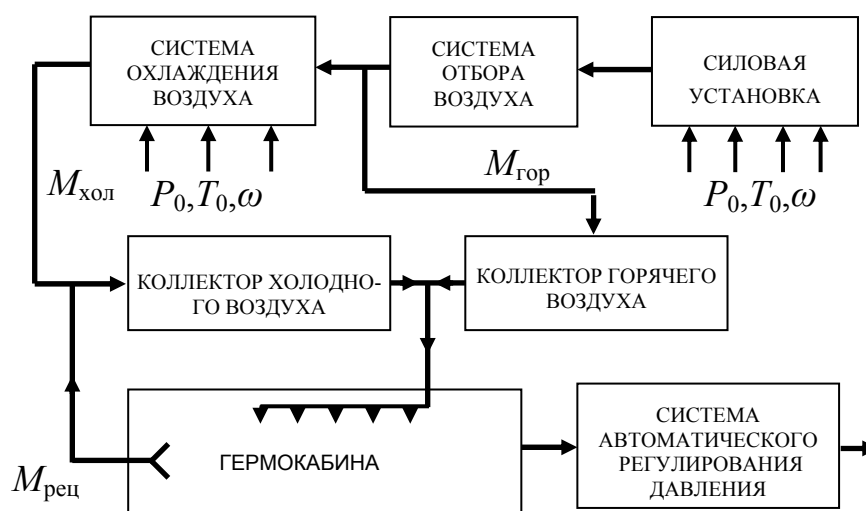 СИСТЕМА
ОХЛАЖДЕНИЯ
ВОЗДУХА
СИСТЕМА
ОТБОРА
ВОЗДУХА
СИЛОВАЯ
УСТАНОВКА
Mхол
P0,T0,ω
Mгор
P0,T0,ω
КОЛЛЕКТОР ХОЛОДНО-
ГО ВОЗДУХА
КОЛЛЕКТОР ГОРЯЧЕГО
ВОЗДУХА
Mрец
ГЕРМОКАБИНА
СИСТЕМА
АВТОМАТИЧЕСКОГО
РЕГУЛИРОВАНИЯ
ДАВЛЕНИЯ